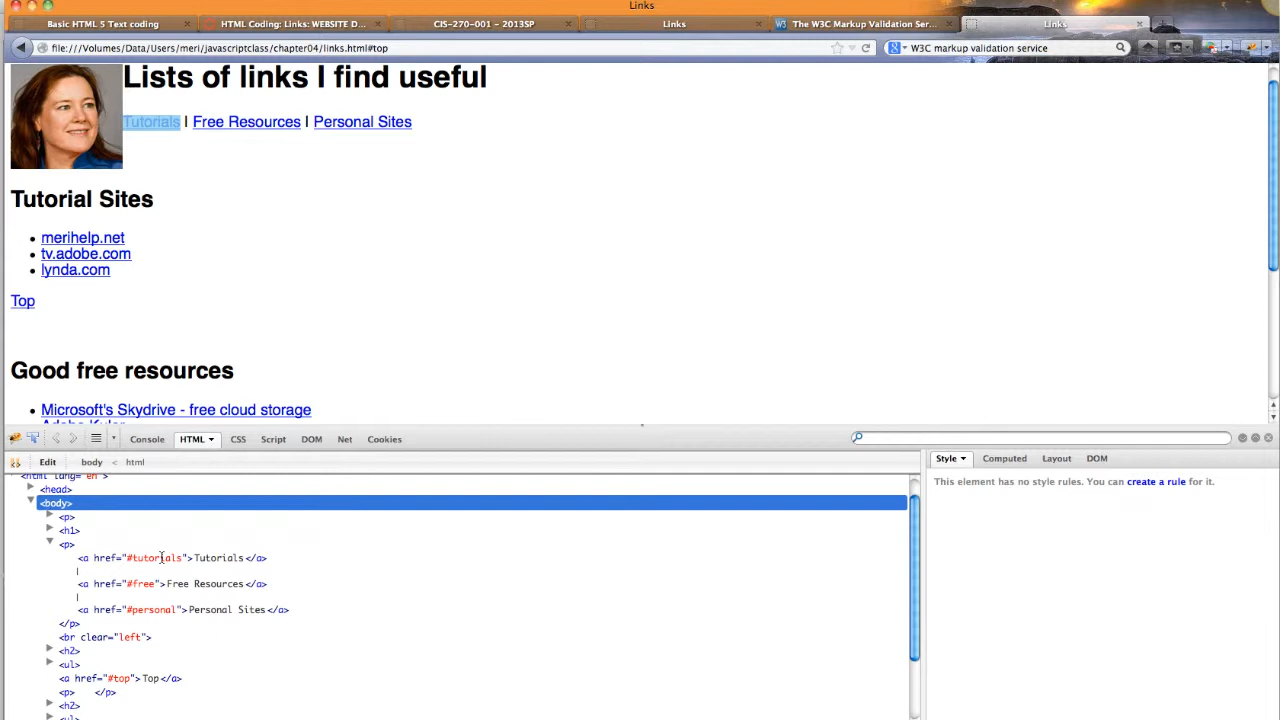 Links
Basic HTML 5 Text coding
HTML Coding: Links: WEBSITE D...
CIS-270-001 – 2013SP
Links
The W3C Markup Validation Ser...
Links
file:///Volumes/Data/Users/meri/javascriptclass/chapter04/links.html#top
W3C markup validation service
Lists of links I find useful
Tutorials | Free Resources | Personal Sites
Tutorial Sites
merihelp.net
tv.adobe.com
lynda.com
Top
Good free resources
Microsoft's Skydrive - free cloud storage
Console HTML CSS Script DOM Net Cookies
Edit body < html
Style Computed Layout DOM
This element has no style rules. You can create a rule for it.
<html lang="en">
<head>
<body>
<p>
<h1>
<p>
<a href="#tutorials">Tutorials</a>
|
<a href="#free">Free Resources</a>
|
<a href="#personal">Personal Sites</a>
</p>
<br clear="left">
<h2>
<ul>
<a href="#top">Top</a>
<p> </p>
<h2>
<ul>